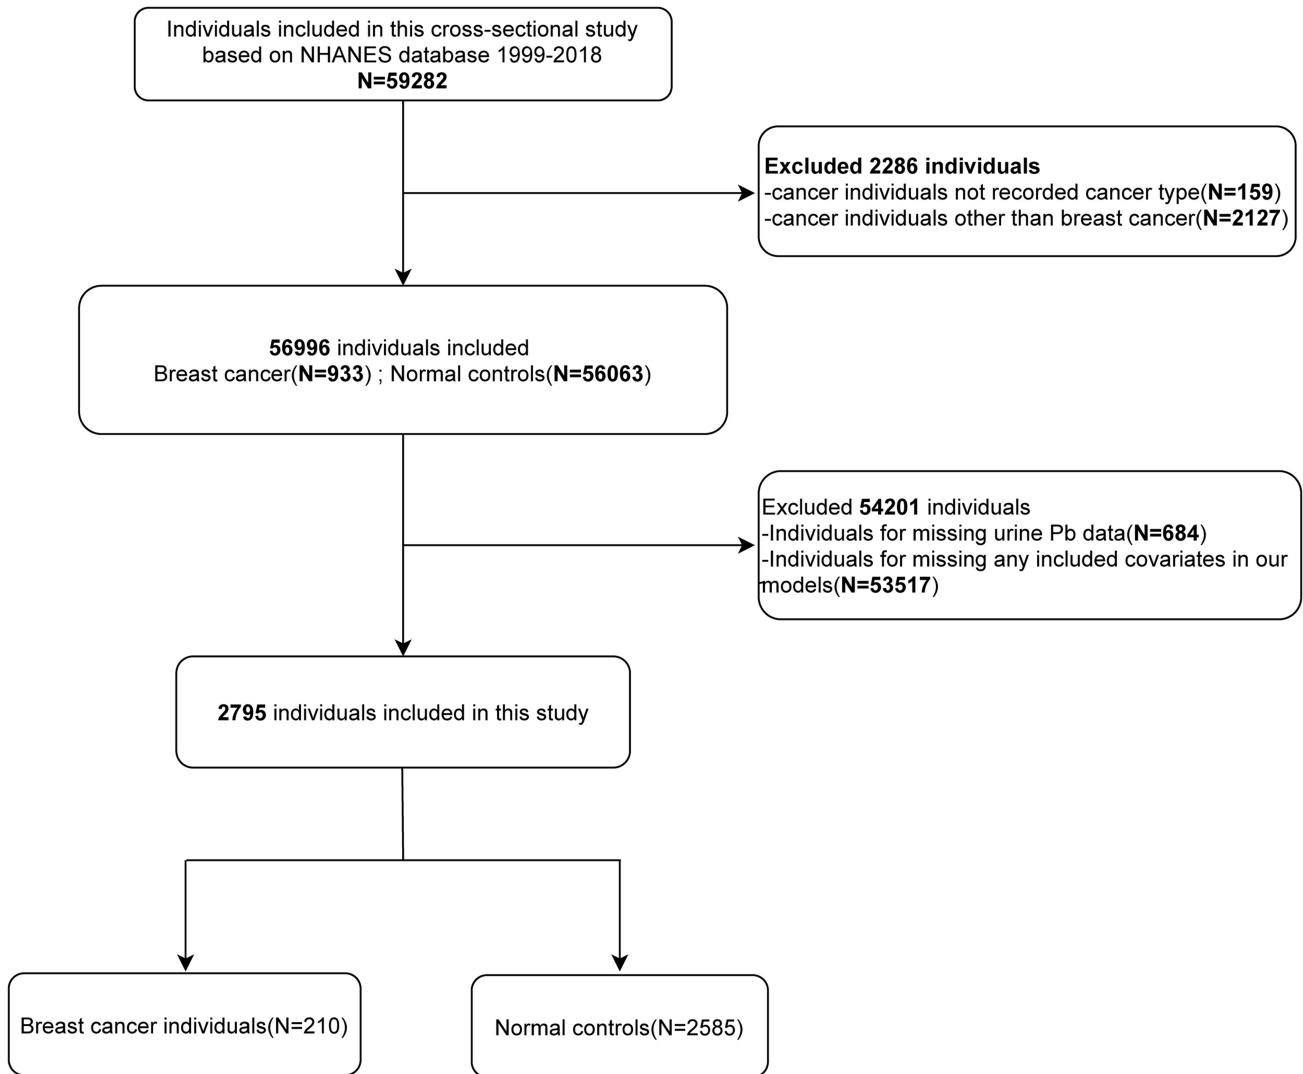 Individuals included in this cross-sectional study
based on NHANES database 1999-2018
N=59282
Excluded 2286 individuals
-cancer individuals not recorded cancer type(N=159)
-cancer individuals other than breast cancer(N=2127)
56996 individuals included
Breast cancer(N=933) ; Normal controls(N=56063)
Excluded 54201 individuals
-Individuals for missing urine Pb data(N=684)
-Individuals for missing any included covariates in our
models(N=53517)
2795 individuals included in this study
Breast cancer individuals(N=210)
Normal controls(N=2585)